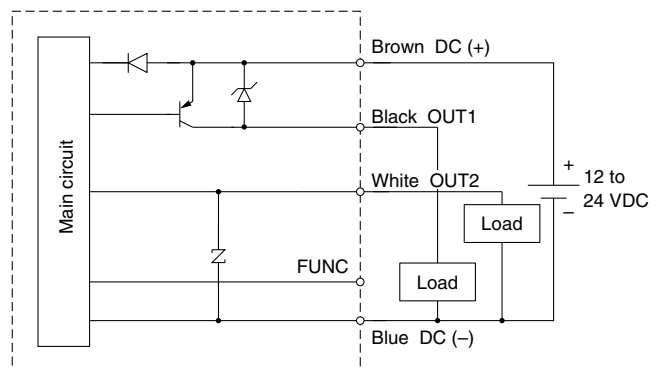 Main circuit
Brown DC (+)
Black OUT1
White OUT2
FUNC
Blue DC (–)
Load
Load
+
12 to
24 VDC
–